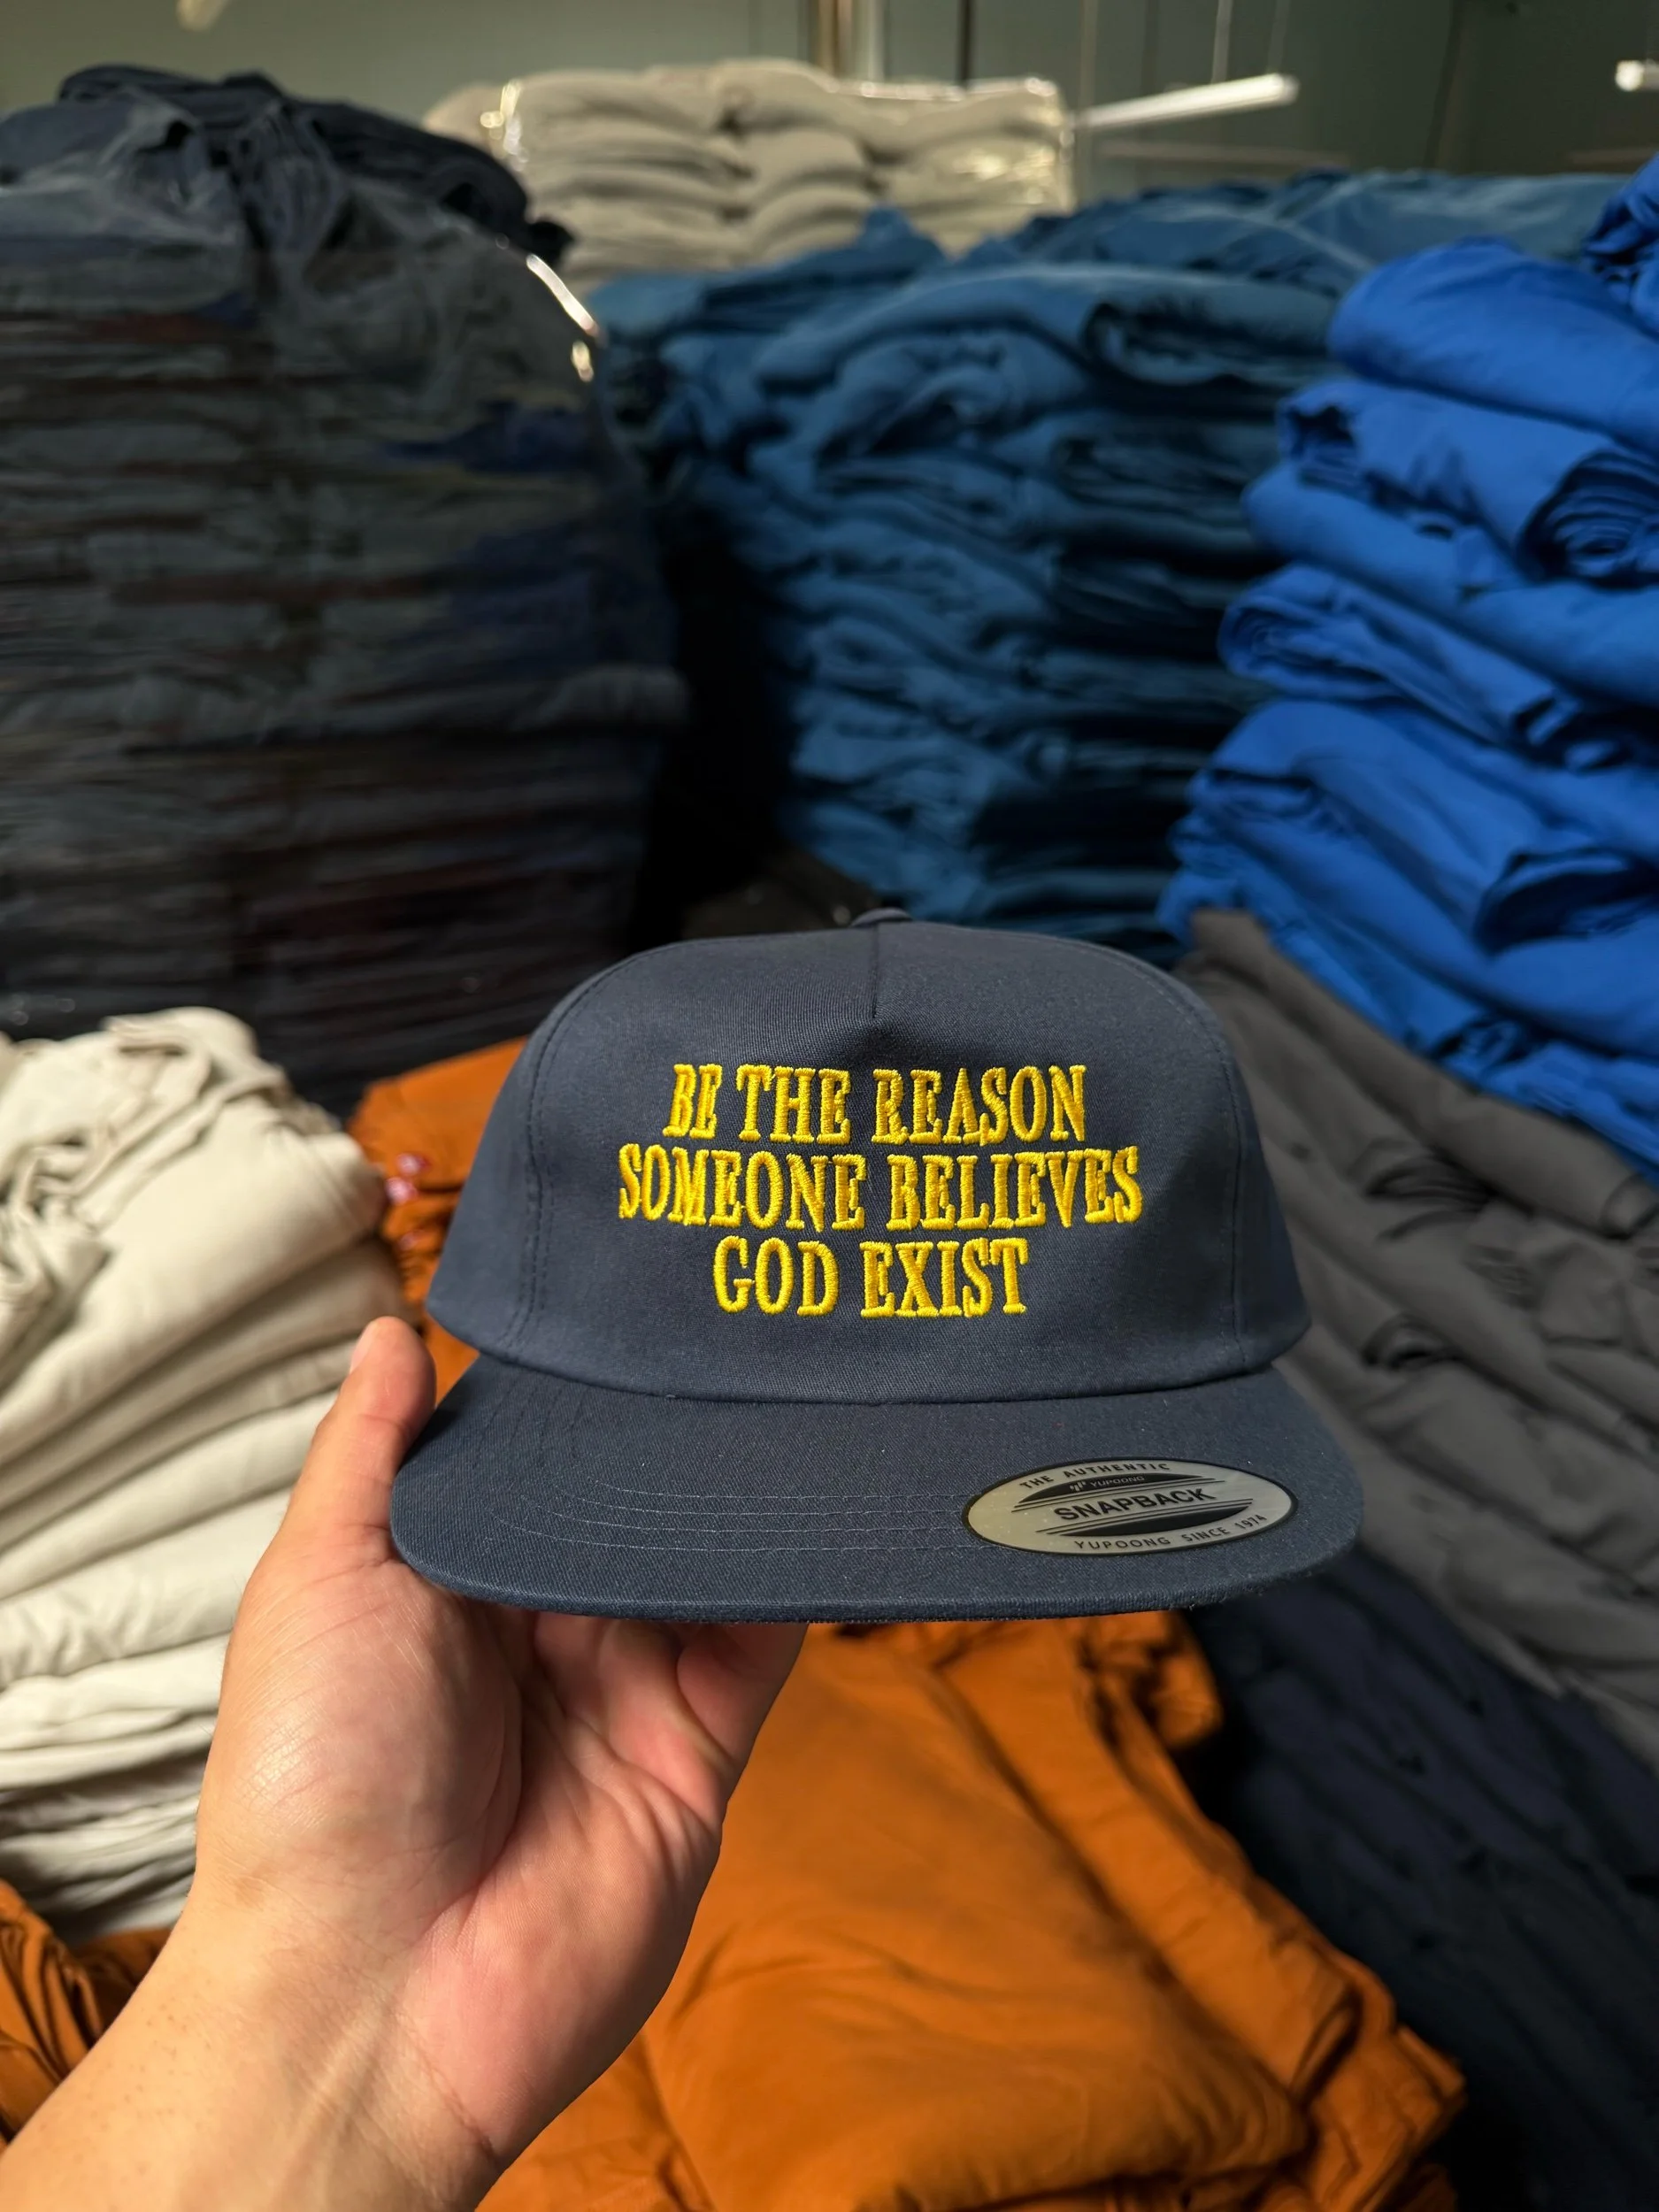 BE THE REASON
SOMEONE BELIEVES
GOD EXIST
THE AUTHENTIC
YUPOONG
SNAPBACK
YUPOONG SINCE 1974